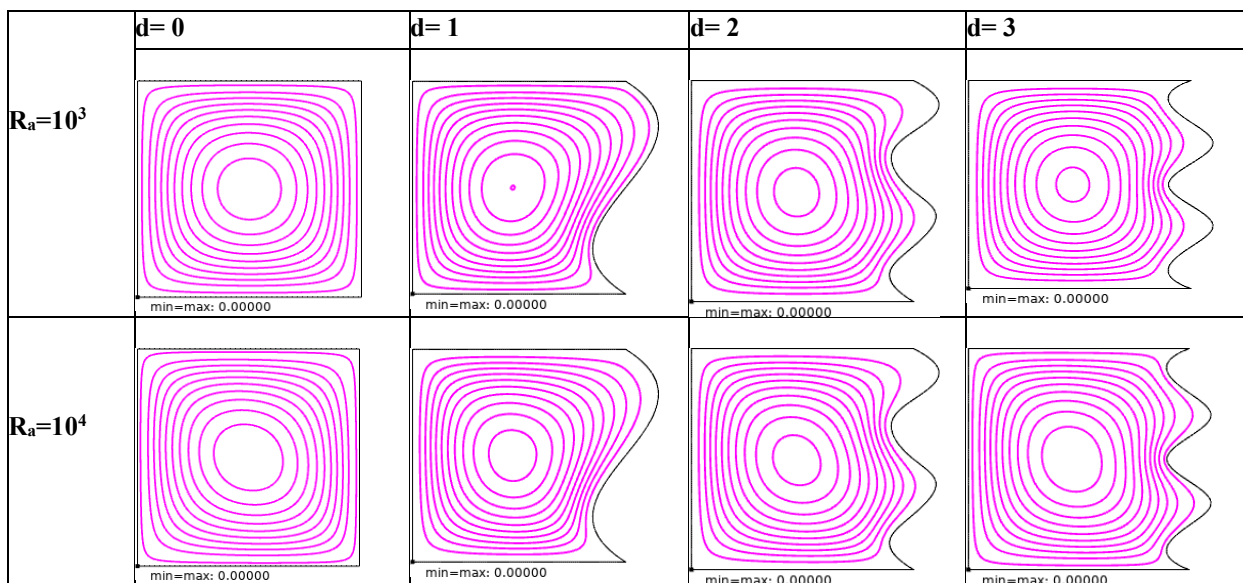 d= 0 d= 1 d= 2 d= 3
Rₐ=10³
min=max: 0.00000 min=max: 0.00000 min=max: 0.00000 min=max: 0.00000
Rₐ=10⁴
min=max: 0.00000 min=max: 0.00000 min=max: 0.00000 min=max: 0.00000